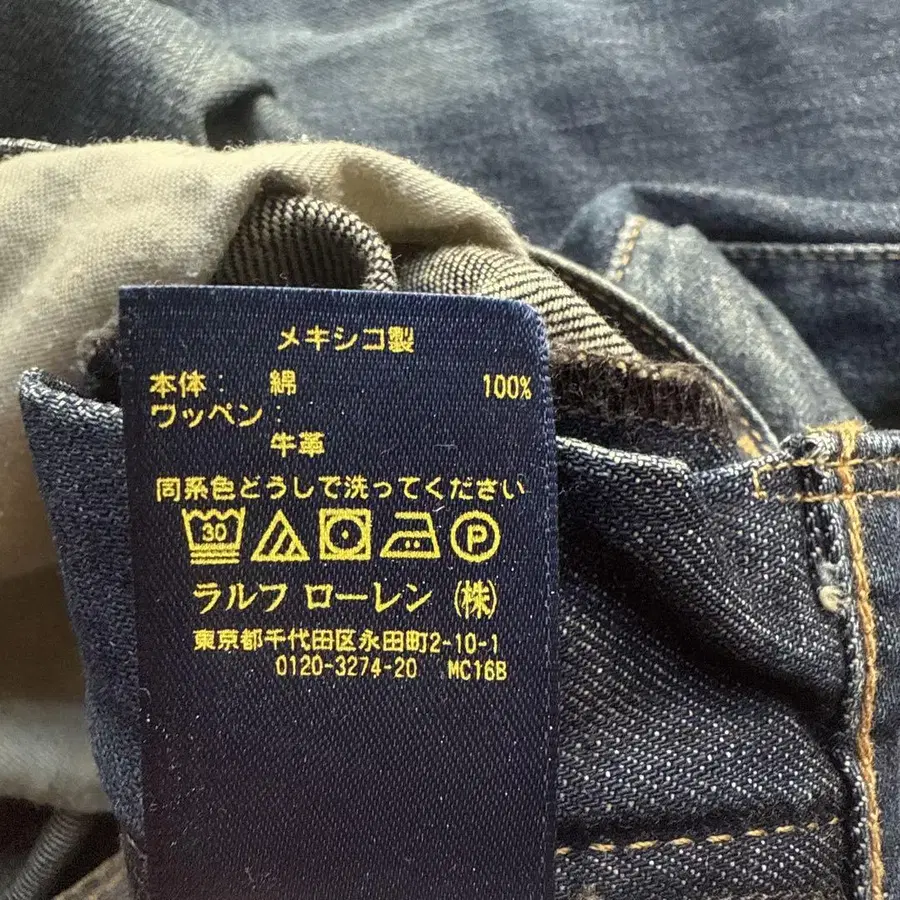 メキシコ製
本体: 綿 100%
ワッペン:
牛革
同系色どうしで洗ってください
30 P
ラルフ ローレン (株)
東京都千代田区永田町2-10-1
0120-3274-20 MC16B